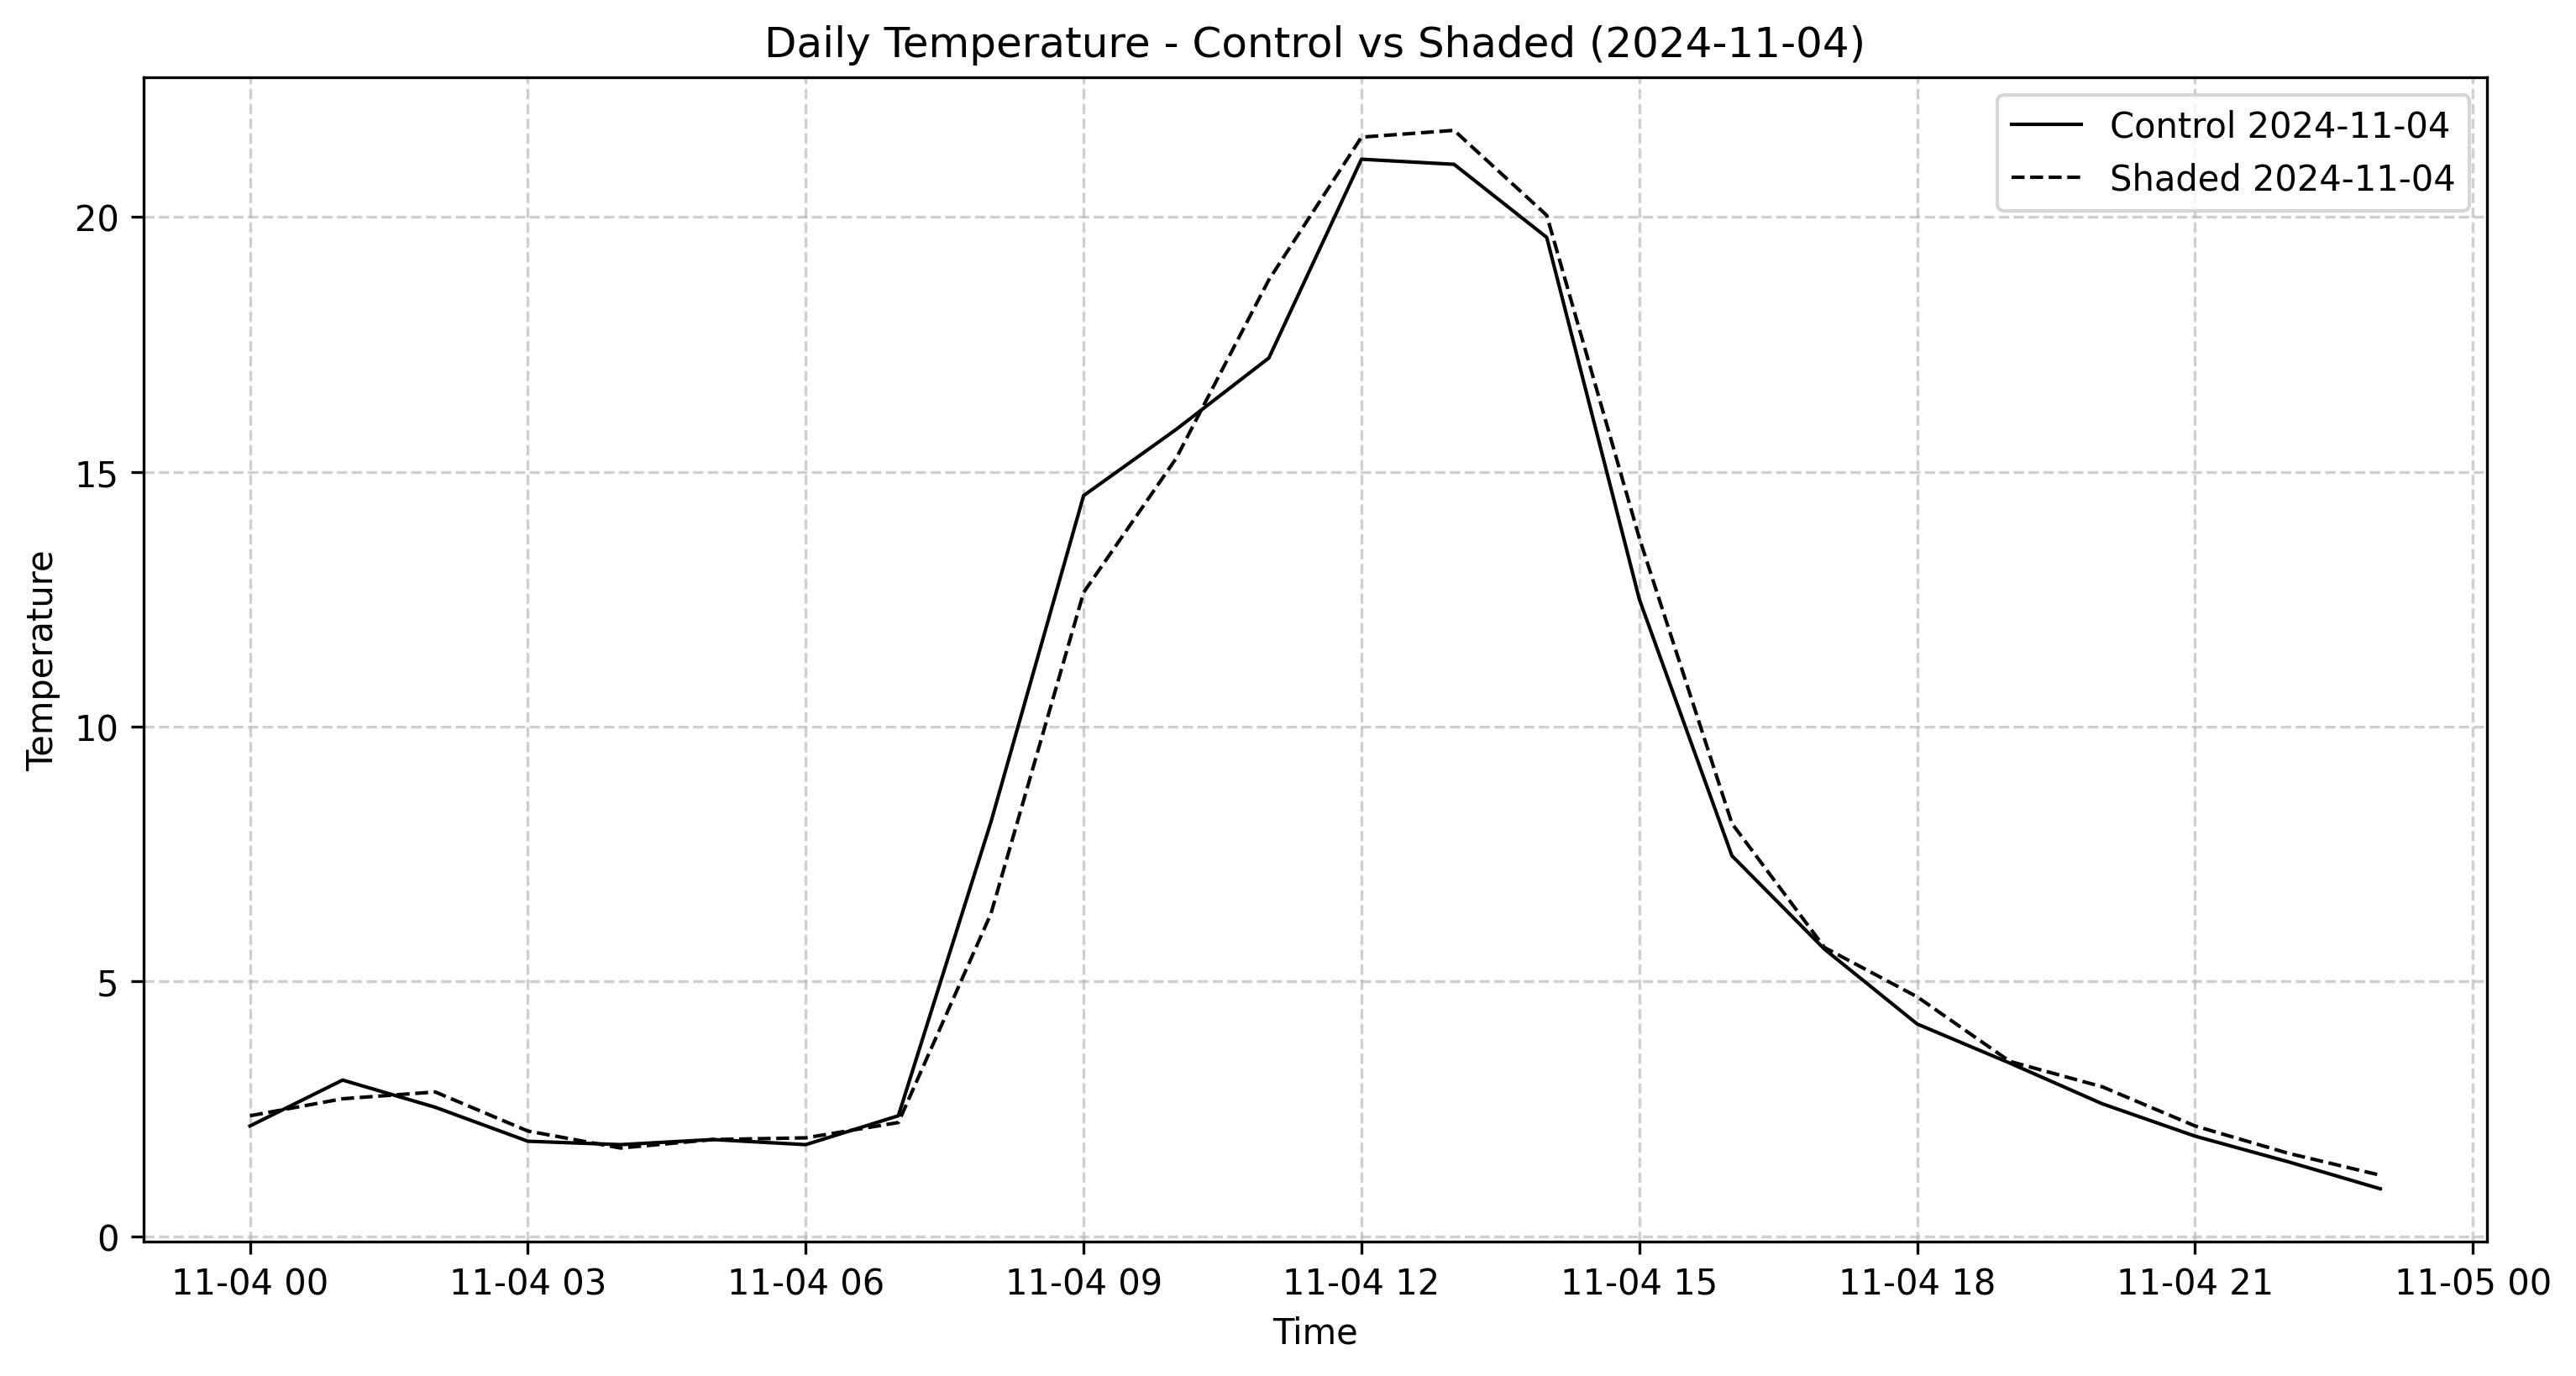 Daily Temperature - Control vs Shaded (2024-11-04)
Control 2024-11-04
Shaded 2024-11-04
Temperature
20
15
10
5
0
11-04 00
11-04 03
11-04 06
11-04 09
11-04 12
11-04 15
11-04 18
11-04 21
11-05 00
Time